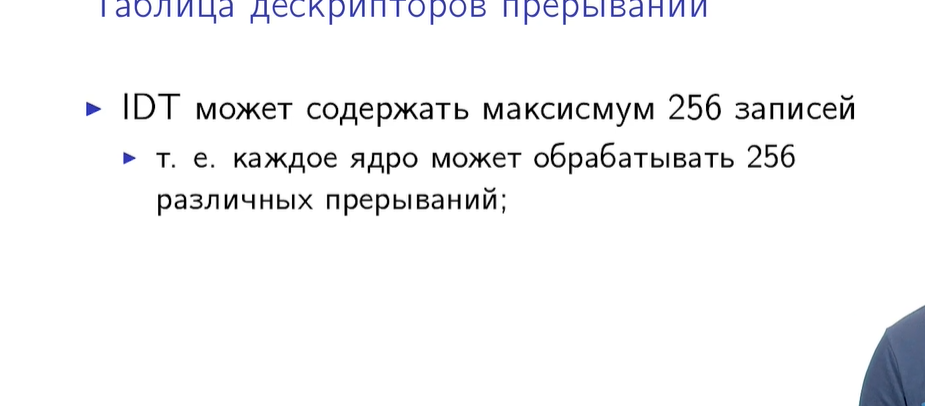 Таблица дескрипторов прерываний
IDT может содержать максисмум 256 записей
т. е. каждое ядро может обрабатывать 256
различных прерываний;